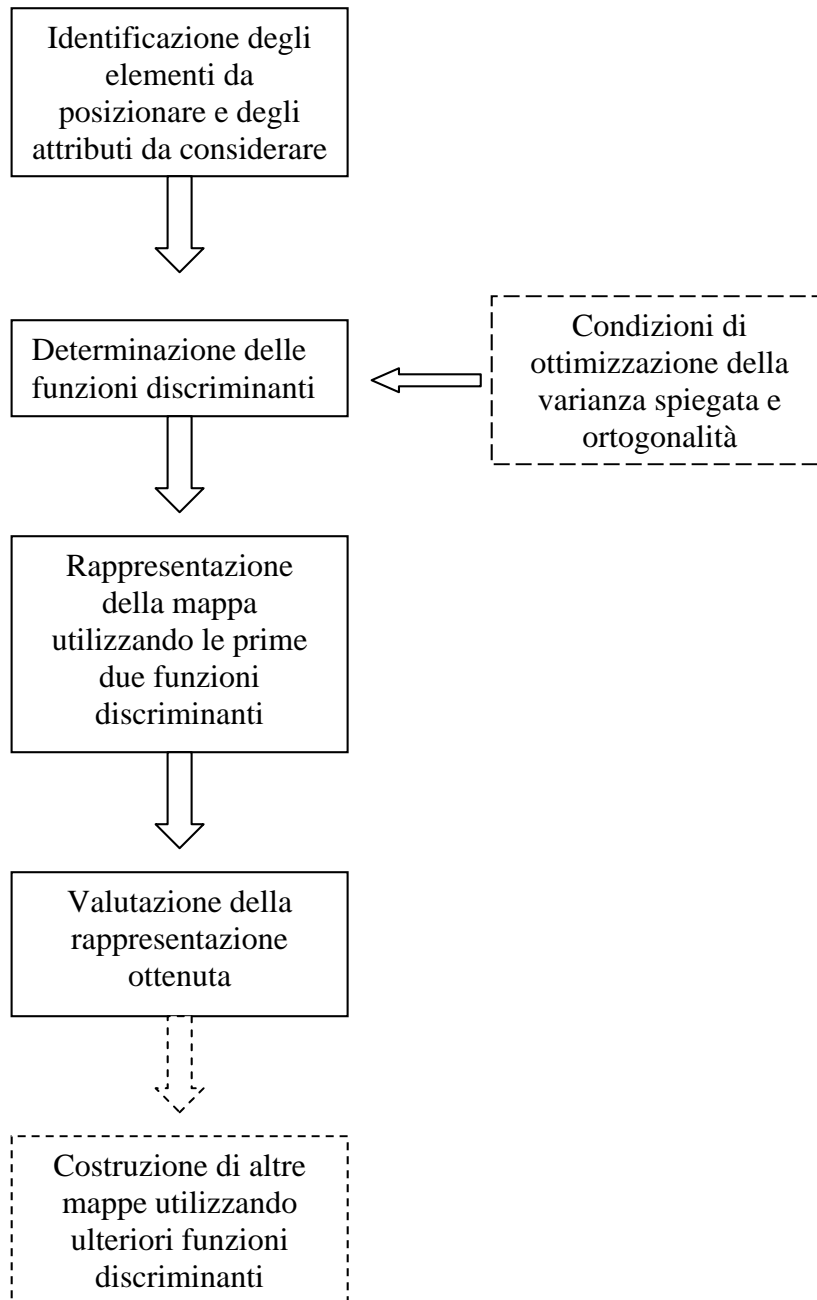 Identificazione degli
elementi da
posizionare e degli
attributi da considerare
Determinazione delle
funzioni discriminanti
Condizioni di
ottimizzazione della
varianza spiegata e
ortogonalità
Rappresentazione
della mappa
utilizzando le prime
due funzioni
discriminanti
Valutazione della
rappresentazione
ottenuta
Costruzione di altre
mappe utilizzando
ulteriori funzioni
discriminanti